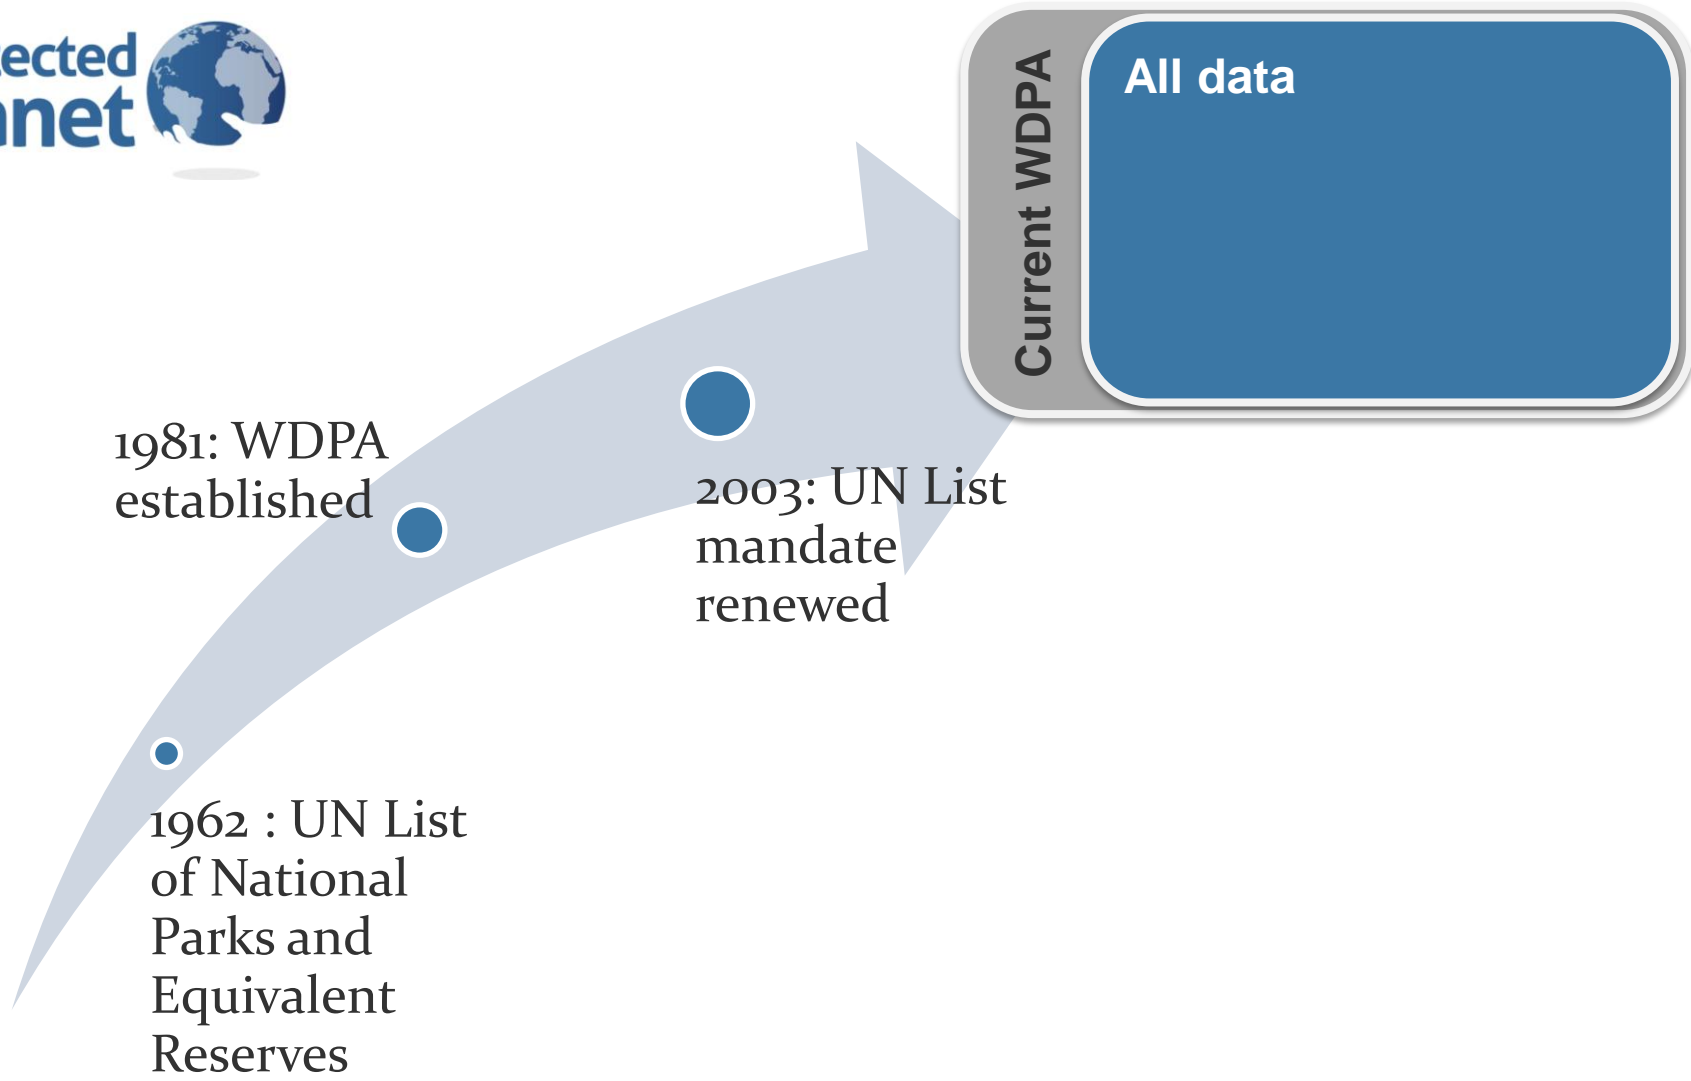 ected
anet
Current WDPA
All data
1981: WDPA
established
2003: UN List
mandate
renewed
1962 : UN List
of National
Parks and
Equivalent
Reserves